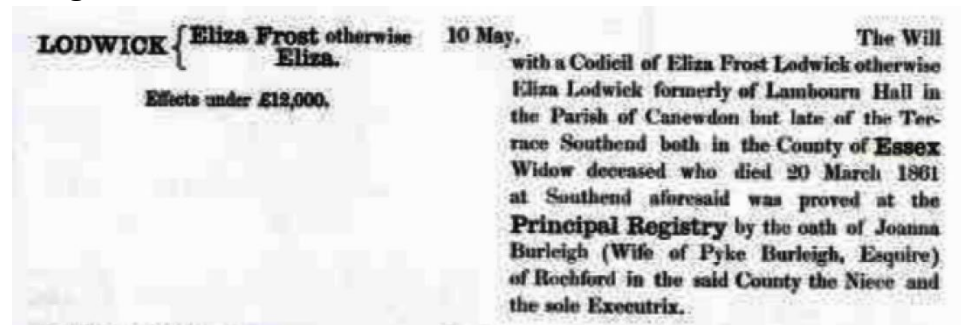 LODWICK { Eliza Frost otherwise
Eliza.
Effects under £12,000.
10 May. The Will
with a Codicil of Eliza Frost Lodwick otherwise
Eliza Lodwick formerly of Lambourn Hall in
the Parish of Canewdon but late of the Ter-
race Southend both in the County of Essex
Widow deceased who died 20 March 1861
at Southend aforesaid was proved at the
Principal Registry by the oath of Joanna
Burleigh (Wife of Pyke Burleigh, Esquire)
of Rochford in the said County the Niece and
the sole Executrix.